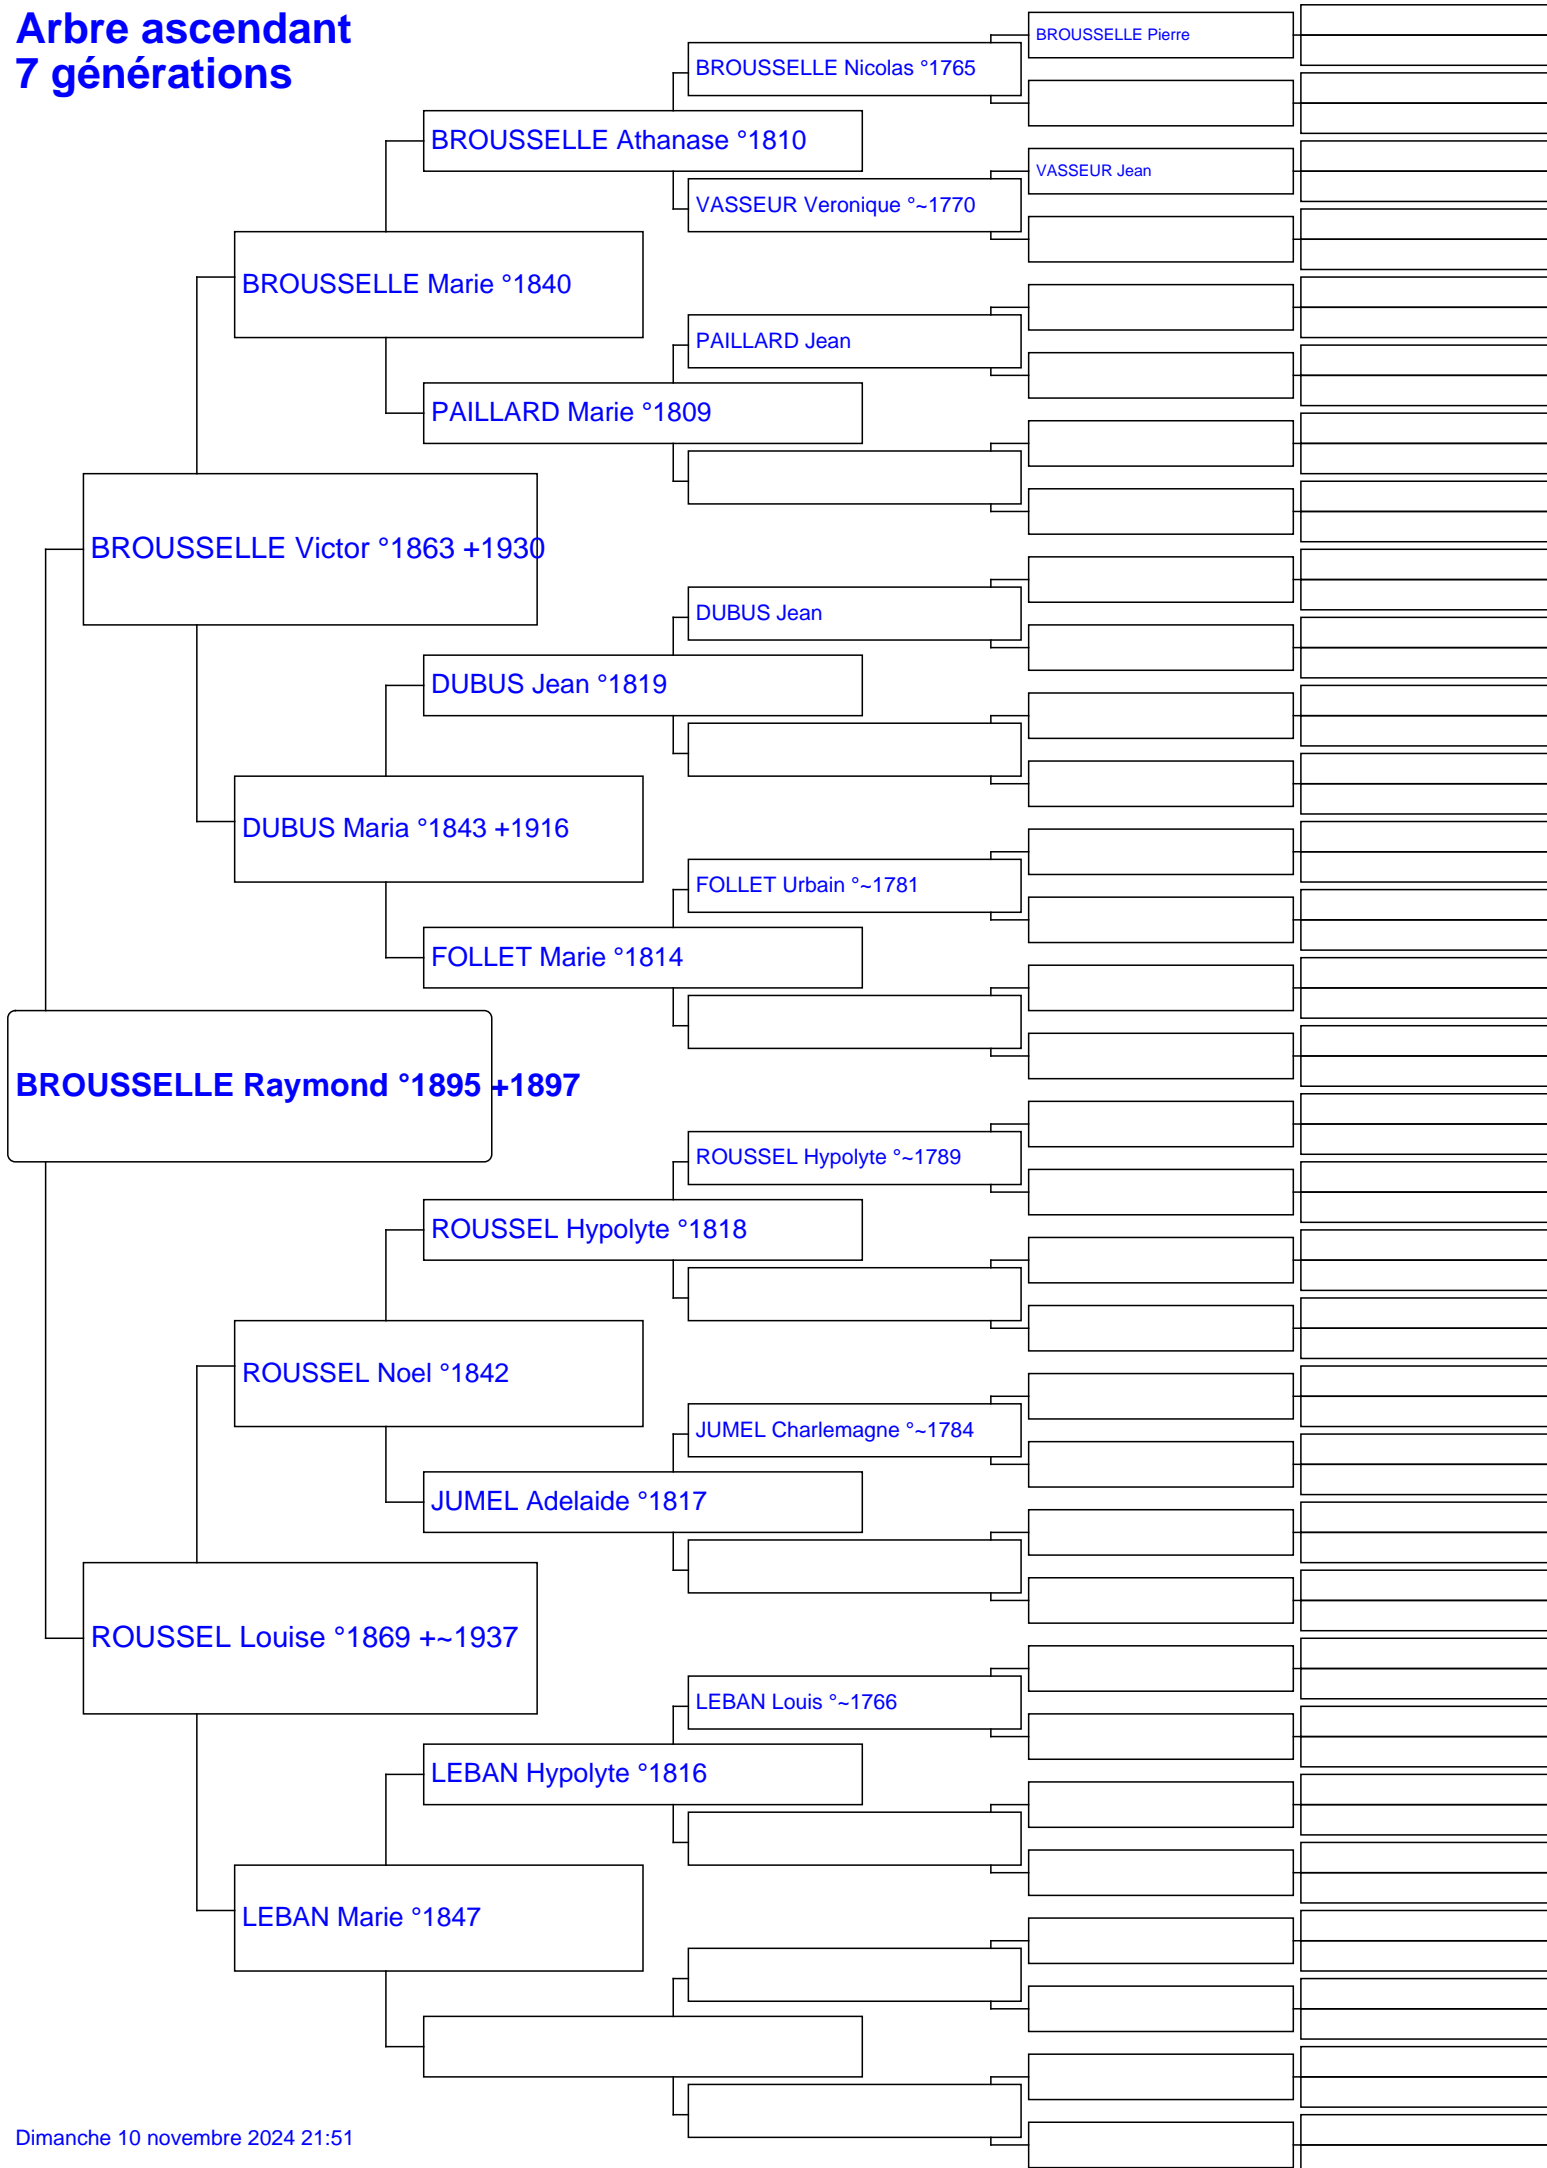 Arbre ascendant
7 générations
BROUSSELLE Pierre
BROUSSELLE Nicolas °1765
BROUSSELLE Athanase °1810
VASSEUR Jean
VASSEUR Veronique °~1770
BROUSSELLE Marie °1840
PAILLARD Jean
PAILLARD Marie °1809
BROUSSELLE Victor °1863 +1930
DUBUS Jean
DUBUS Jean °1819
DUBUS Maria °1843 +1916
FOLLET Urbain °~1781
FOLLET Marie °1814
BROUSSELLE Raymond °1895 +1897
ROUSSEL Hypolyte °~1789
ROUSSEL Hypolyte °1818
ROUSSEL Noel °1842
JUMEL Charlemagne °~1784
JUMEL Adelaide °1817
ROUSSEL Louise °1869 +~1937
LEBAN Louis °~1766
LEBAN Hypolyte °1816
LEBAN Marie °1847
Dimanche 10 novembre 2024 21:51